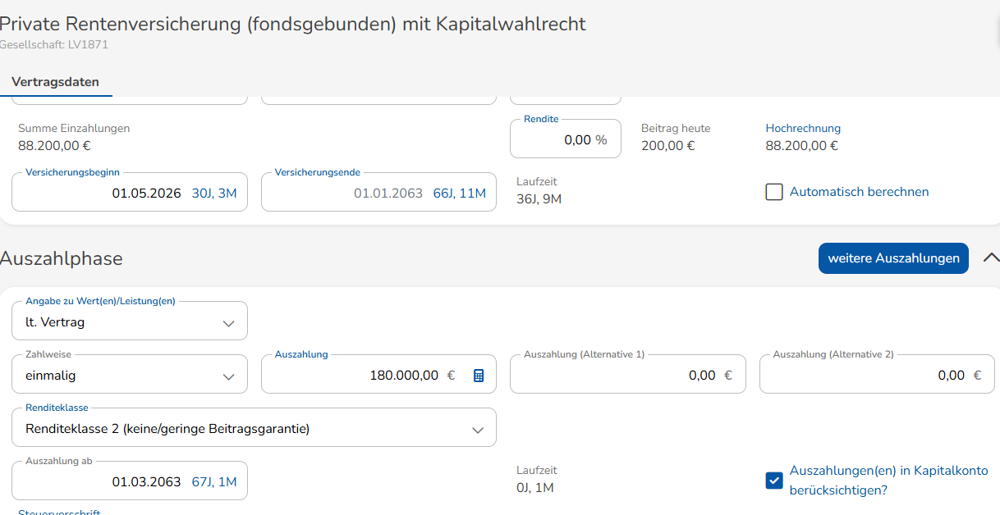 Private Rentenversicherung (fondsgebunden) mit Kapitalwahlrecht
Gesellschaft: LV1871
Vertragsdaten
Summe Einzahlungen
88.200,00 €
Rendite
0,00 %
Beitrag heute
200,00 €
Hochrechnung
88.200,00 €
Versicherungsbeginn
01.05.2026 30J, 3M
Versicherungsende
01.01.2063 66J, 11M
Laufzeit
36J, 9M
Automatisch berechnen
Auszahlphase
weitere Auszahlungen
Angabe zu Wert(en)/Leistung(en)
lt. Vertrag
Zahlweise
einmalig
Auszahlung
180.000,00 €
Auszahlung (Alternative 1)
0,00 €
Auszahlung (Alternative 2)
0,00 €
Renditeklasse
Renditeklasse 2 (keine/geringe Beitragsgarantie)
Auszahlung ab
01.03.2063 67J, 1M
Laufzeit
0J, 1M
Auszahlungen(en) in Kapitalkonto
berücksichtigen?
Steuervorschrift